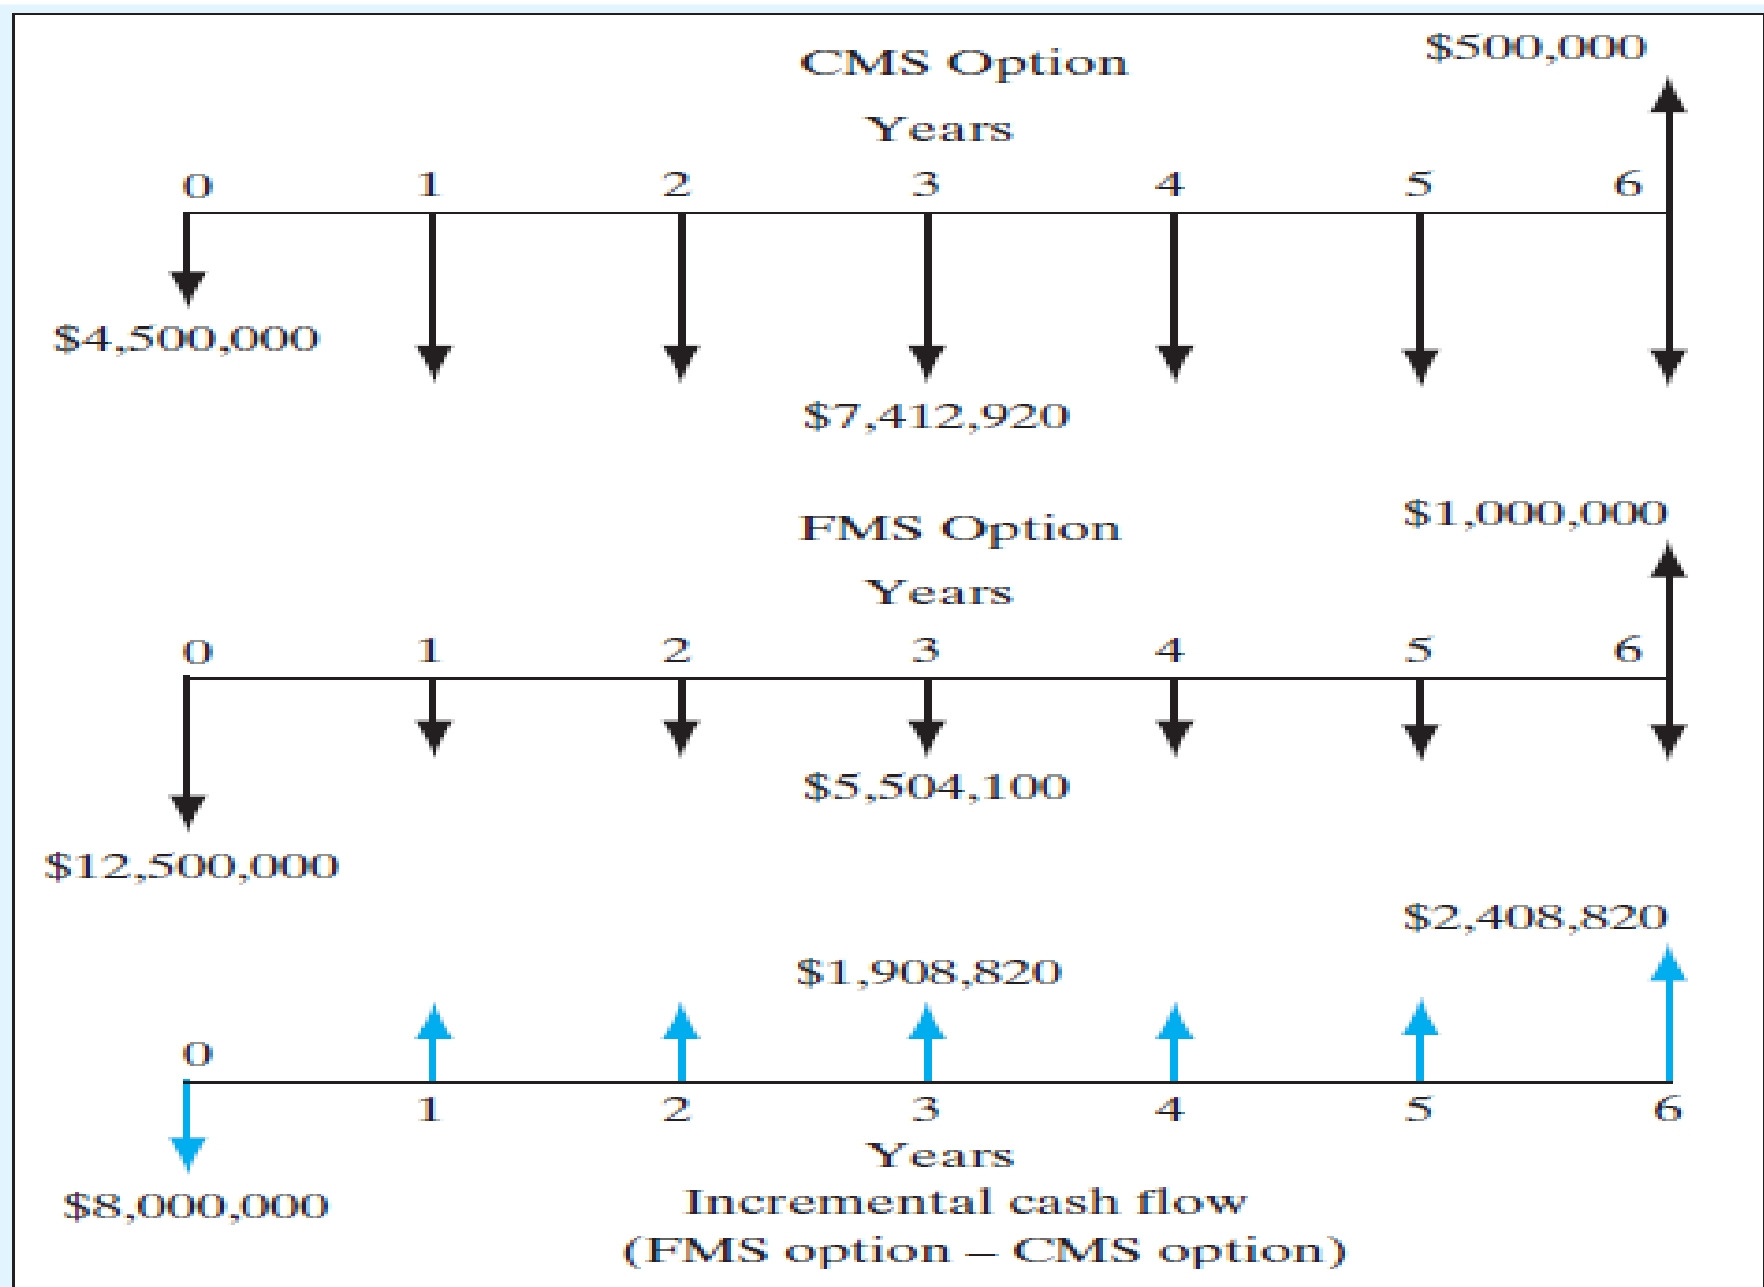 $500,000
CMS Option
Years
0 1 2 3 4 5 6
$4,500,000
$7,412,920
$1,000,000
FMS Option
Years
0 1 2 3 4 5 6
$5,504,100
$12,500,000
$2,408,820
$1,908,820
0
1 2 3 4 5 6
Years
$8,000,000
Incremental cash flow
(FMS option – CMS option)